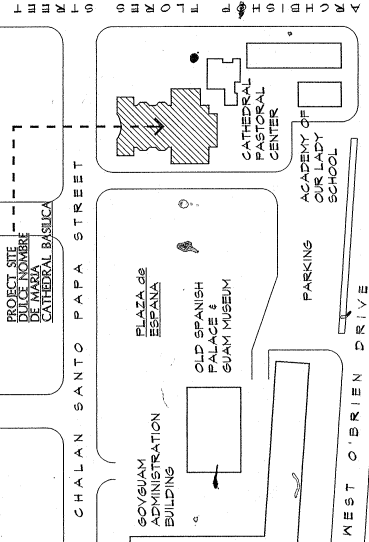 ARCHBISHOP FLORES STREET
CATHEDRAL
PASTORAL
CENTER
ACADEMY OF
OUR LADY
SCHOOL
PROJECT SITE
DULCE NOMBRE
DE MARIA
CATHEDRAL BASILICA
CHALAN SANTO PAPA STREET
PLAZA de
ESPANA
OLD SPANISH
PALACE &
GUAM MUSEUM
PARKING
GOVGUAM
ADMINISTRATION
BUILDING
WEST O'BRIEN DRIVE